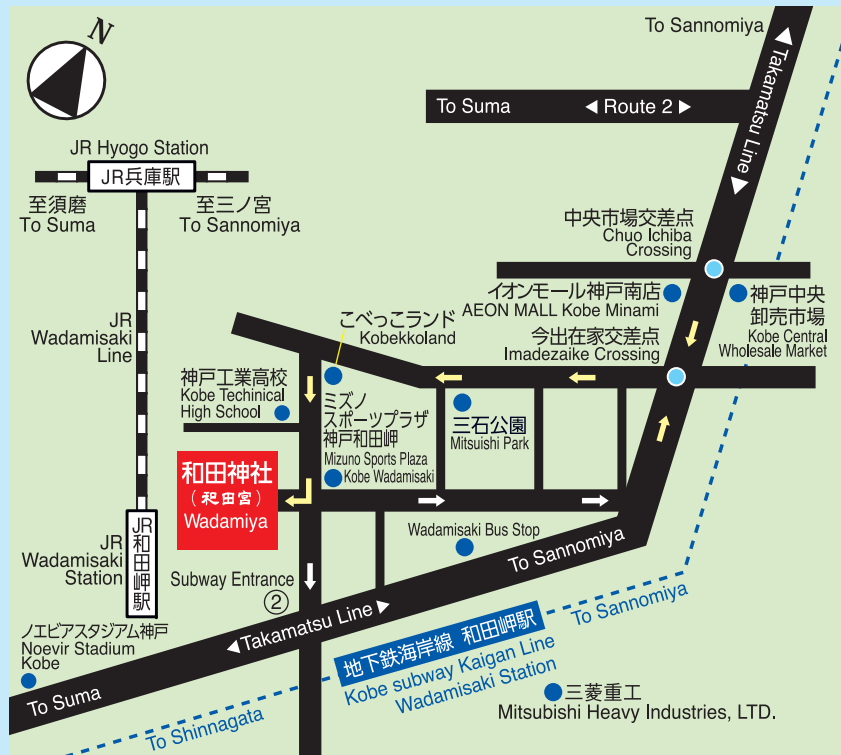 N
To Sannomiya
To Suma
◀ Route 2 ▶
◀ Takamatsu Line ▶
JR Hyogo Station
JR兵庫駅
至須磨
To Suma
至三ノ宮
To Sannomiya
中央市場交差点
Chuo Ichiba
Crossing
イオンモール神戸南店
AEON MALL Kobe Minami
神戸中央
卸売市場
Kobe Central
Wholesale Market
今出在家交差点
Imadezaike Crossing
こべっこランド
Kobekkoland
JR
Wadamisaki
Line
神戸工業高校
Kobe Techinical
High School
ミズノ
スポーツプラザ
神戸和田岬
Mizuno Sports Plaza
Kobe Wadamisaki
三石公園
Mitsuishi Park
和田神社
(祀田宮)
Wadamiya
JR
Wadamisaki
Station
JR和田岬駅
Wadamisaki Bus Stop
To Sannomiya
Subway Entrance
②
◀Takamatsu Line▶
ノエビアスタジアム神戸
Noevir Stadium
Kobe
To Suma
地下鉄海岸線 和田岬駅
Kobe subway Kaigan Line
Wadamisaki Station
To Sannomiya
To Shinnagata
三菱重工
Mitsubishi Heavy Industries, LTD.